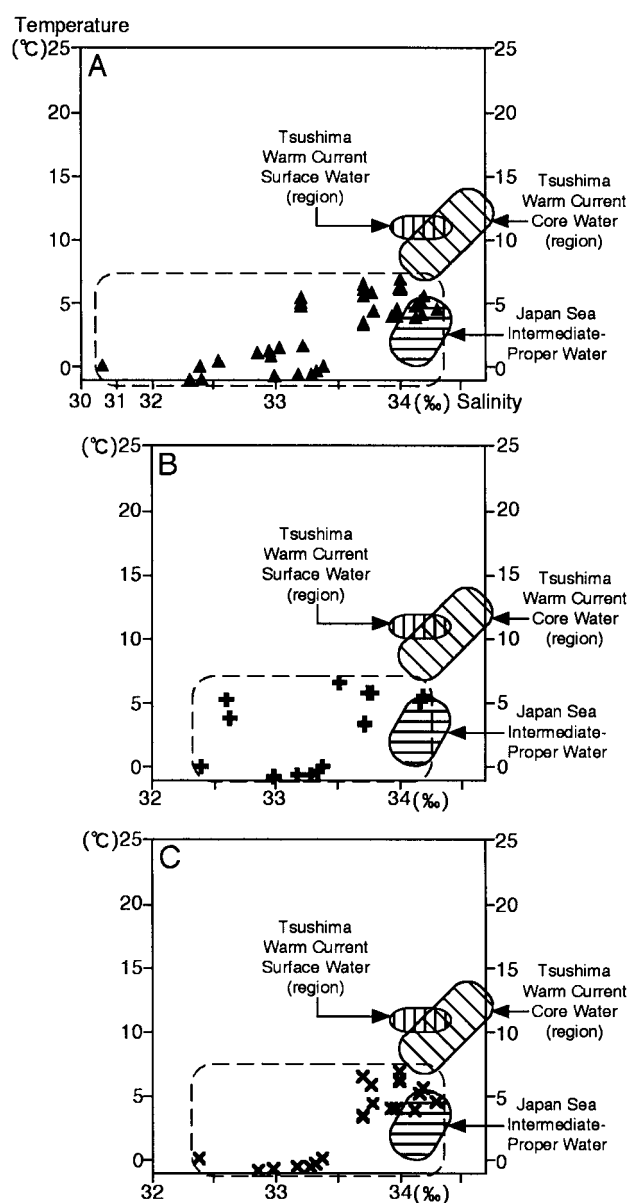 Temperature
(℃)25
25
A
20
20
Tsushima
Warm Current
Surface Water
(region)
15
15
Tsushima
Warm Current
Core Water
(region)
10
10
5
5
Japan Sea
Intermediate-
Proper Water
0
0
30 31 32 33 34(‰) Salinity
(℃)25
25
B
20
20
Tsushima
Warm Current
Surface Water
(region)
15
15
Tsushima
Warm Current
Core Water
(region)
10
10
5
5
Japan Sea
Intermediate-
Proper Water
0
0
32 33 34(‰)
(℃)25
25
C
20
20
Tsushima
Warm Current
Surface Water
(region)
15
15
Tsushima
Warm Current
Core Water
(region)
10
10
5
5
Japan Sea
Intermediate-
Proper Water
0
0
32 33 34(‰)